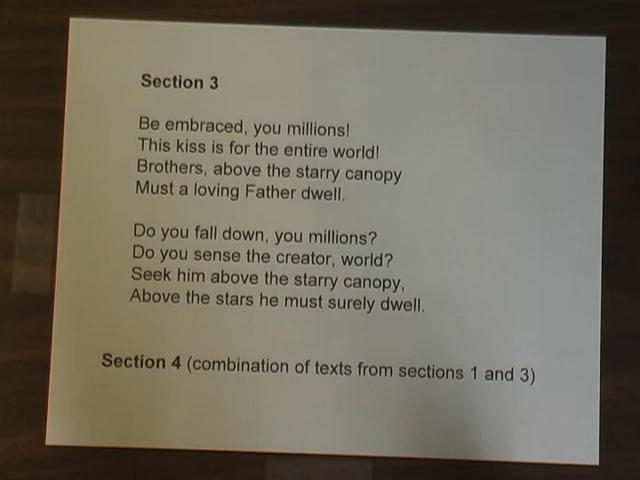 Section 3
Be embraced, you millions!
This kiss is for the entire world!
Brothers, above the starry canopy
Must a loving Father dwell.
Do you fall down, you millions?
Do you sense the creator, world?
Seek him above the starry canopy,
Above the stars he must surely dwell.
Section 4 (combination of texts from sections 1 and 3)